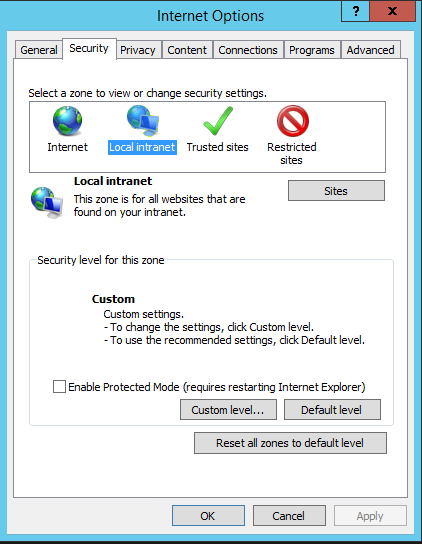 Internet Options
?
x
General Security Privacy Content Connections Programs Advanced
Select a zone to view or change security settings.
Internet Local intranet Trusted sites Restricted
sites
Local intranet
This zone is for all websites that are
found on your intranet.
Sites
Security level for this zone
Custom
Custom settings.
- To change the settings, click Custom level.
- To use the recommended settings, click Default level.
Enable Protected Mode (requires restarting Internet Explorer)
Custom level... Default level
Reset all zones to default level
OK Cancel Apply